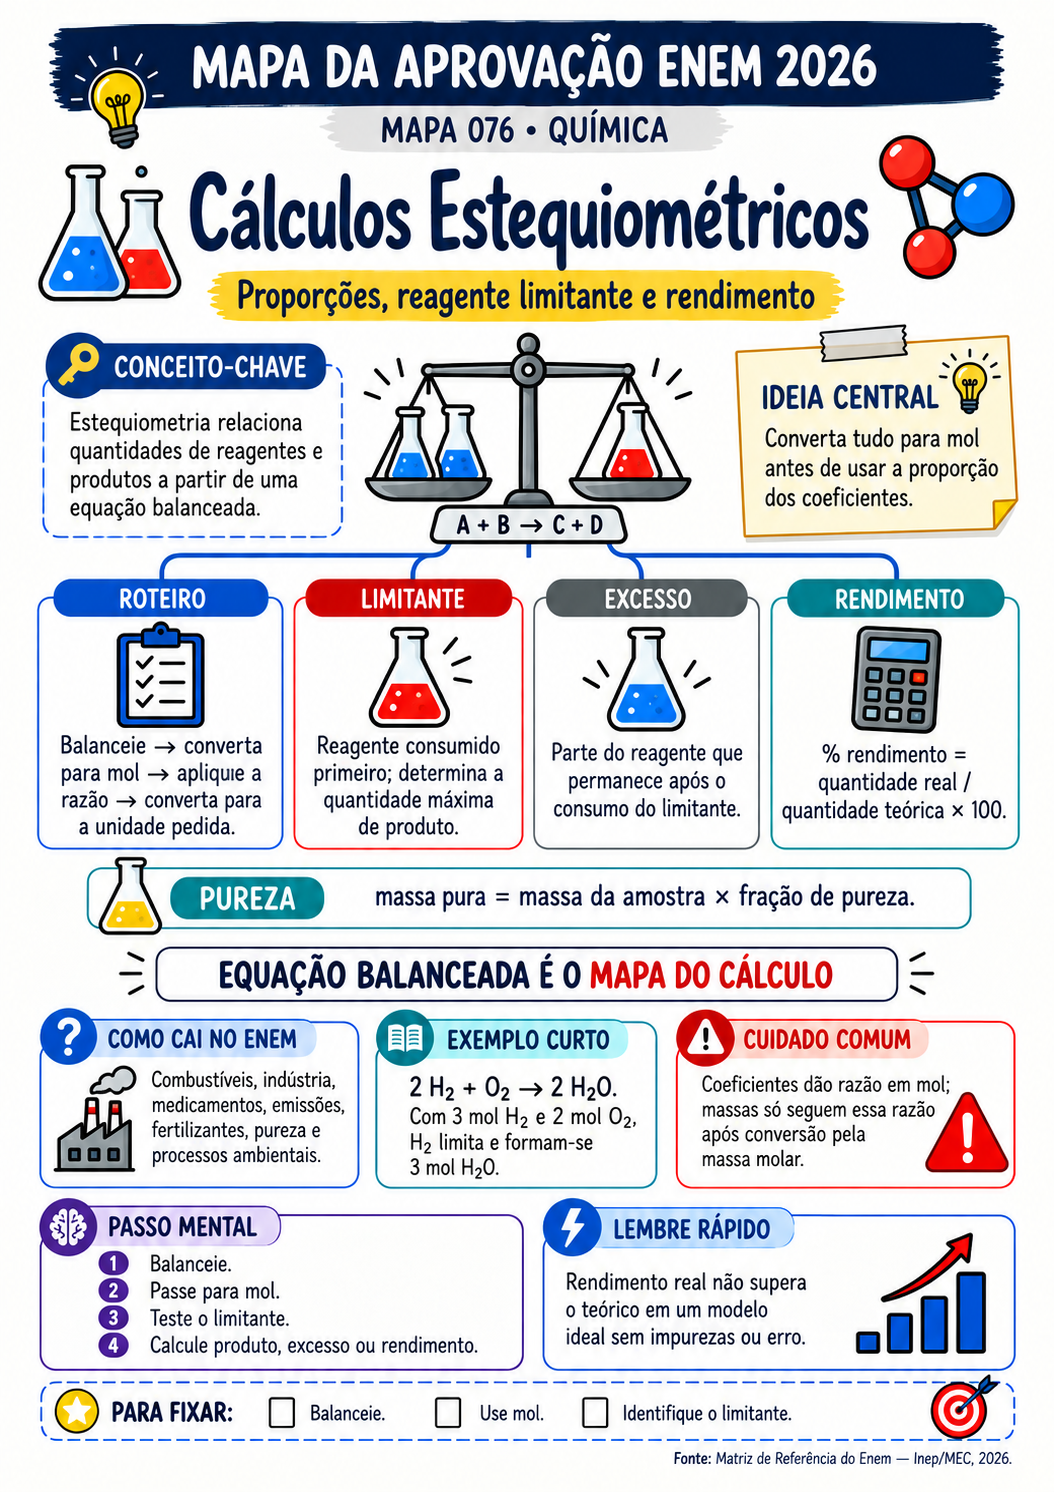 MAPA DA APROVAÇÃO ENEM 2026
MAPA 076 • QUÍMICA
Cálculos Estequiométricos
Proporções, reagente limitante e rendimento
CONCEITO-CHAVE
Estequiometria relaciona
quantidades de reagentes e
produtos a partir de uma
equação balanceada.
A + B → C + D
IDEIA CENTRAL
Converta tudo para mol
antes de usar a proporção
dos coeficientes.
ROTEIRO
Balanceie → converta
para mol → aplique a
razão → converta para
a unidade pedida.
LIMITANTE
Reagente consumido
primeiro; determina a
quantidade máxima
de produto.
EXCESSO
Parte do reagente que
permanece após o
consumo do limitante.
RENDIMENTO
% rendimento =
quantidade real /
quantidade teórica × 100.
PUREZA
massa pura = massa da amostra × fração de pureza.
EQUAÇÃO BALANCEADA É O MAPA DO CÁLCULO
COMO CAI NO ENEM
Combustíveis, indústria,
medicamentos, emissões,
fertilizantes, pureza e
processos ambientais.
EXEMPLO CURTO
2 H₂ + O₂ → 2 H₂O.
Com 3 mol H₂ e 2 mol O₂,
H₂ limita e formam-se
3 mol H₂O.
CUIDADO COMUM
Coeficientes dão razão em mol;
massas só seguem essa razão
após conversão pela
massa molar.
PASSO MENTAL
1 Balanceie.
2 Passe para mol.
3 Teste o limitante.
4 Calcule produto, excesso ou rendimento.
LEMBRE RÁPIDO
Rendimento real não supera
o teórico em um modelo
ideal sem impurezas ou erro.
PARA FIXAR: Balanceie. Use mol. Identifique o limitante.
Fonte: Matriz de Referência do Enem — Inep/MEC, 2026.